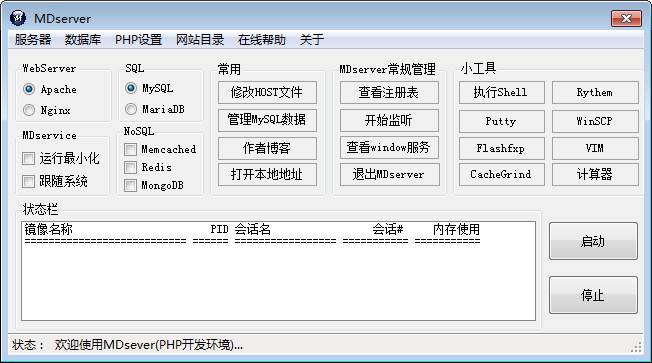 MDserver
服务器 数据库 PHP设置 网站目录 在线帮助 关于
WebServer
Apache
Nginx
SQL
MySQL
MariaDB
MDservice
运行最小化
跟随系统
NoSQL
Memcached
Redis
MongoDB
常用
修改HOST文件
管理MySQL数据
作者博客
打开本地地址
MDserver常规管理
查看注册表
开始监听
查看window服务
退出MDserver
小工具
执行Shell Rythem
Putty WinSCP
Flashfxp VIM
CacheGrind 计算器
状态栏
镜像名称 PID 会话名 会话# 内存使用
========================= ====== ================ =========== ============
启动
停止
状态： 欢迎使用MDsever(PHP开发环境)...